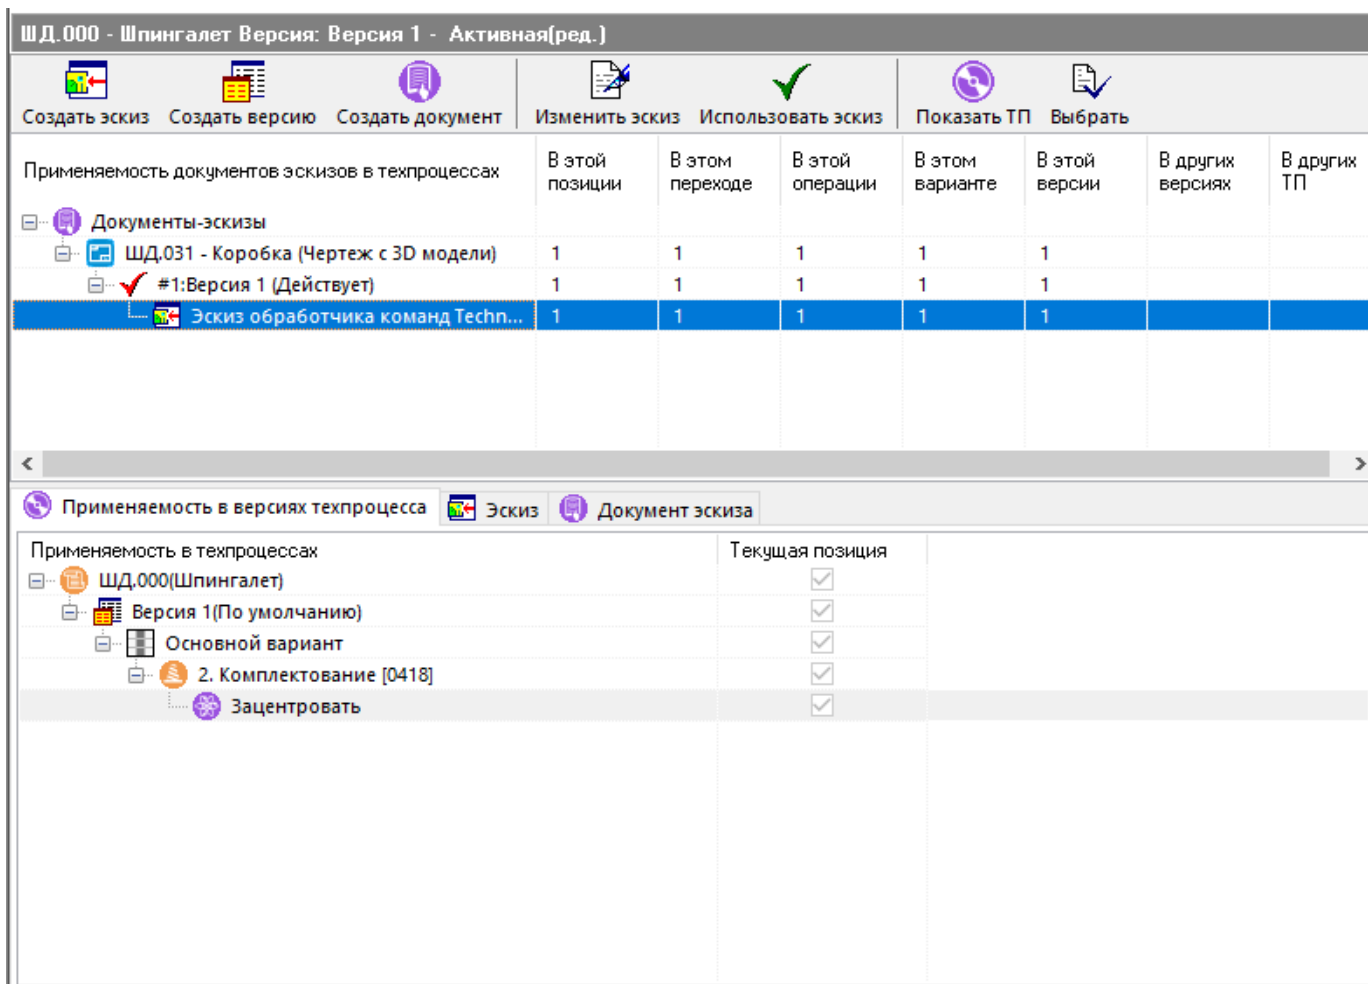 ШД.000 - Шпингалет Версия: Версия 1 - Активная(ред.)
Создать эскиз Создать версию Создать документ Изменить эскиз Использовать эскиз Показать ТП Выбрать
Применяемость документов эскизов в техпроцессах В этой позиции В этом переходе В этой операции В этом варианте В этой версии В других версиях В других ТП
Документы-эскизы
ШД.031 - Коробка (Чертеж с 3D модели) 1 1 1 1 1
#1:Версия 1 (Действует) 1 1 1 1 1
Эскиз обработчика команд Techn... 1 1 1 1 1
Применяемость в версиях техпроцесса Эскиз Документ эскиза
Применяемость в техпроцессах Текущая позиция
ШД.000(Шпингалет)
Версия 1(По умолчанию)
Основной вариант
2. Комплектование [0418]
Зацентровать